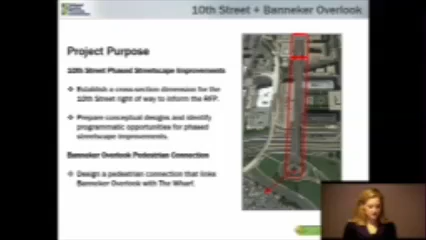 10th Street + Banneker Overlook
Project Purpose
10th Street Phased Streetscape Improvements
Establish a cross-section dimension for the
10th Street right of way to inform the RFP.
Prepare conceptual designs and identify
programmatic opportunities for phased
streetscape improvements.
Banneker Overlook Pedestrian Connection
Design a pedestrian connection that links
Banneker Overlook with The Wharf.